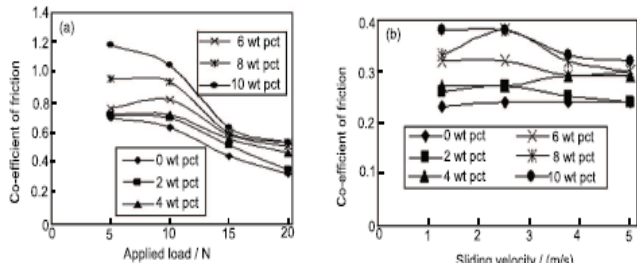 (a)
1.4
1.2
1.0
0.8
0.6
0.4
0.2
0
Co-efficient of friction
6 wt pct
8 wt pct
10 wt pct
0 wt pct
2 wt pct
4 wt pct
5 10 15 20
Applied load / N
(b)
0.4
0.3
0.2
0.1
0
Co-efficient of friction
0 wt pct
6 wt pct
2 wt pct
8 wt pct
4 wt pct
10 wt pct
1 2 3 4 5
Sliding velocity / (m/s)